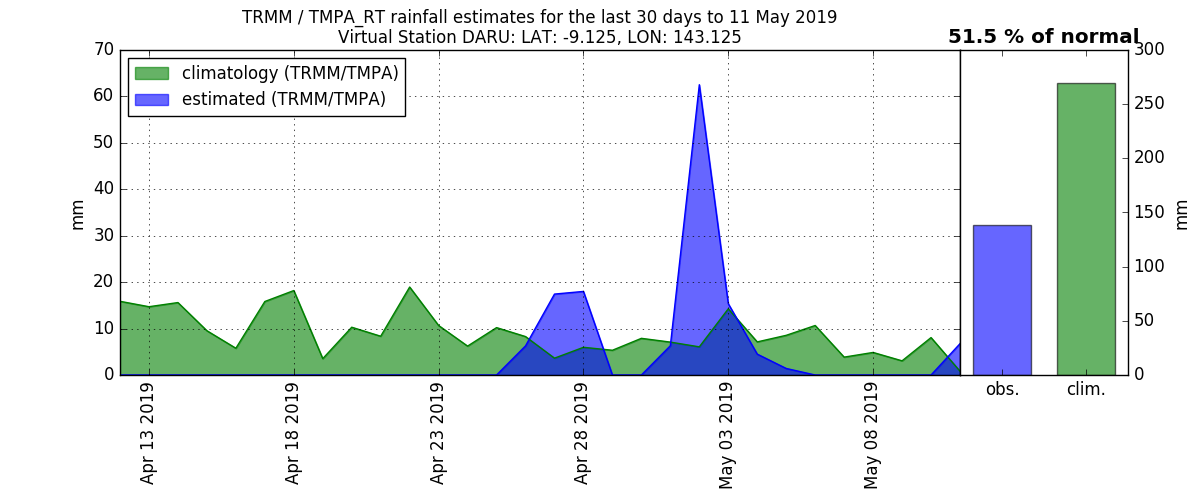 TRMM / TMPA_RT rainfall estimates for the last 30 days to 11 May 2019
Virtual Station DARU: LAT: -9.125, LON: 143.125
51.5 % of normal
climatology (TRMM/TMPA)
estimated (TRMM/TMPA)
70
60
50
40
30
20
10
0
mm
Apr 13 2019
Apr 18 2019
Apr 23 2019
Apr 28 2019
May 03 2019
May 08 2019
300
250
200
150
100
50
0
mm
obs.
clim.